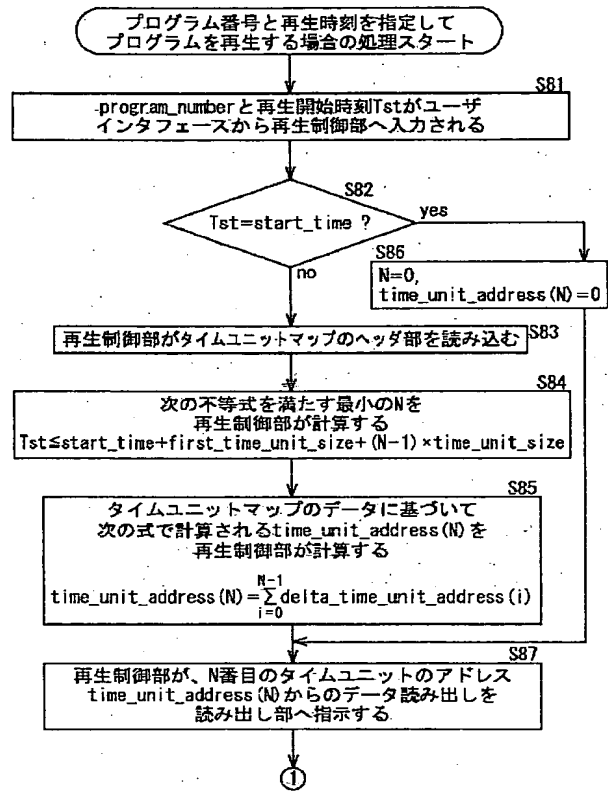 プログラム番号と再生時刻を指定して
プログラムを再生する場合の処理スタート
S81
program_numberと再生開始時刻Tstがユーザ
インタフェースから再生制御部へ入力される
S82
Tst=start_time ?
yes
no
S86
N=0,
time_unit_address(N)=0
再生制御部がタイムユニットマップのヘッダ部を読み込む
S83
S84
次の不等式を満たす最小のNを
再生制御部が計算する
Tst≦start_time+first_time_unit_size+(N-1)×time_unit_size
S85
タイムユニットマップのデータに基づいて
次の式で計算されるtime_unit_address(N)を
再生制御部が計算する
time_unit_address(N)=
N-1
Σdelta_time_unit_address(i)
i=0
S87
再生制御部が、N番目のタイムユニットのアドレス
time_unit_address(N)からのデータ読み出しを
読み出し部へ指示する
①